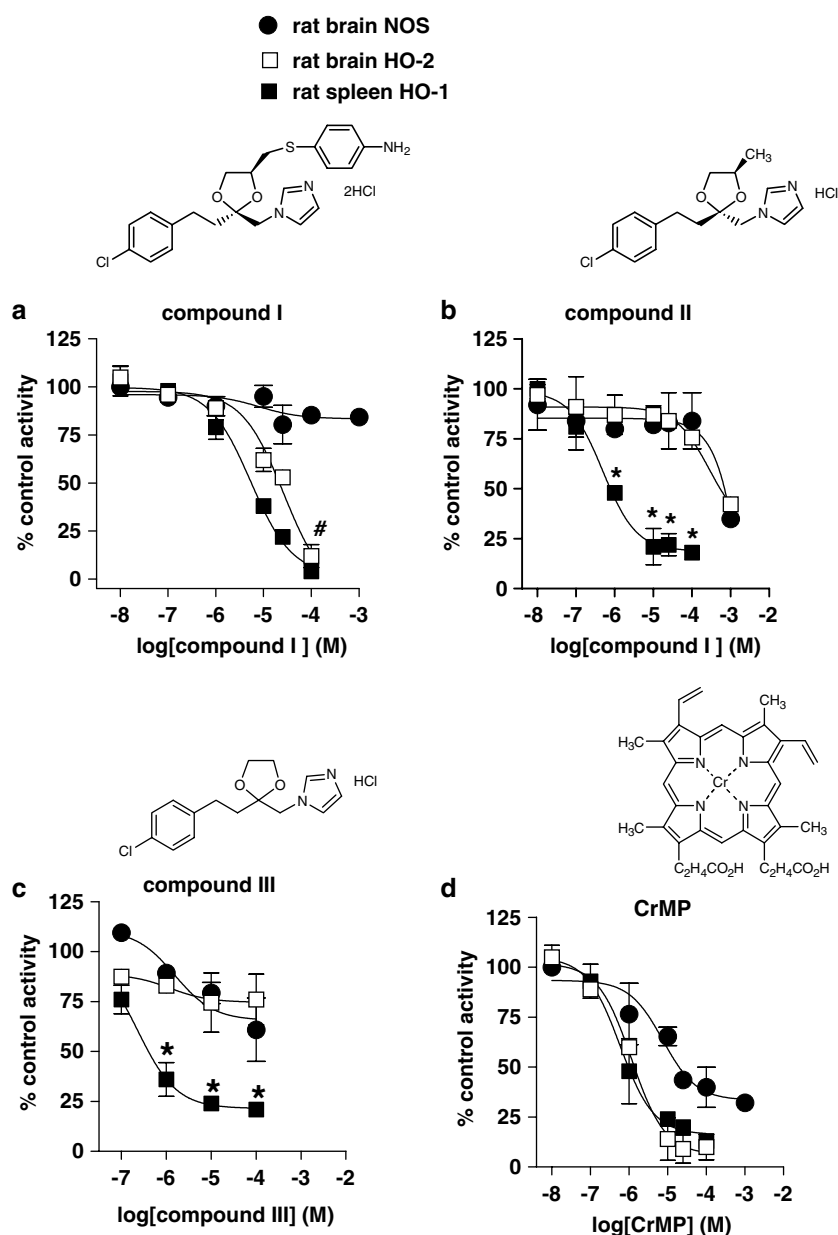 rat brain NOS
rat brain HO-2
rat spleen HO-1
S
NH2
O
O
N
N
2HCl
Cl
CH3
O
O
N
N
HCl
Cl
a
compound I
% control activity
125
100
75
50
25
0
#
-8 -7 -6 -5 -4 -3
log[compound I ] (M)
b
compound II
% control activity
125
100
75
50
25
0
* * * *
-8 -7 -6 -5 -4 -3 -2
log[compound I ] (M)
O
O
N
N
HCl
Cl
CH3
H3C
N
N
Cr
N
N
CH3
H3C
CH3
C2H4CO2H C2H4CO2H
c
compound III
% control activity
125
100
75
50
25
0
* * *
-7 -6 -5 -4 -3 -2
log[compound III] (M)
d
CrMP
% control activity
125
100
75
50
25
0
-8 -7 -6 -5 -4 -3 -2
log[CrMP] (M)